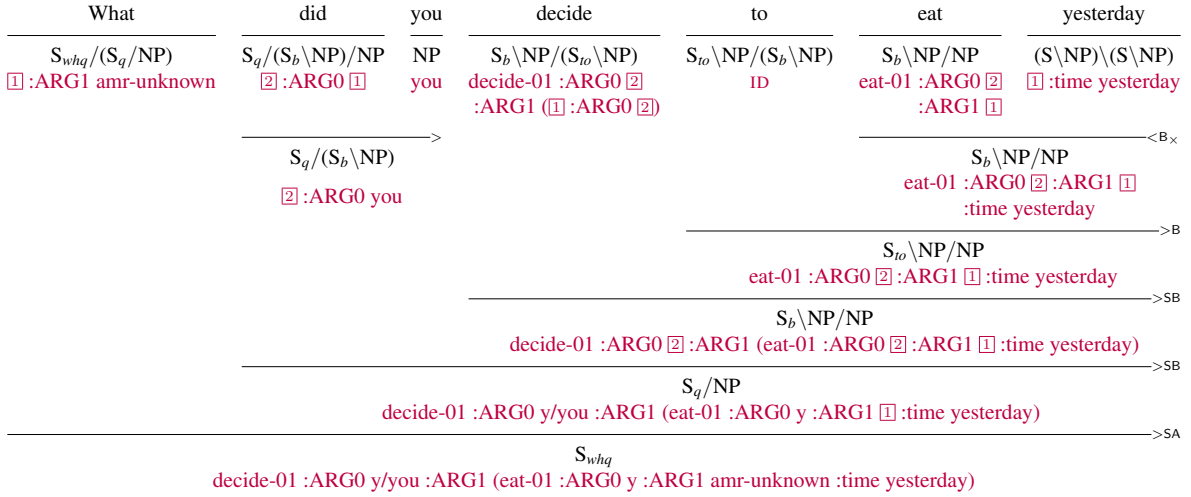 What did you decide to eat yesterday
S_whq/(S_q/NP) S_q/(S_b\NP)/NP NP S_b\NP/(S_to\NP) S_to\NP/(S_b\NP) S_b\NP/NP (S\NP)\(S\NP)
1 :ARG1 amr-unknown 2 :ARG0 1 you decide-01 :ARG0 2 ID eat-01 :ARG0 2 1 :time yesterday
:ARG1 (1 :ARG0 2) :ARG1 1
> <B×
S_q/(S_b\NP) S_b\NP/NP
2 :ARG0 you eat-01 :ARG0 2 :ARG1 1
:time yesterday
>B
S_to\NP/NP
eat-01 :ARG0 2 :ARG1 1 :time yesterday
>SB
S_b\NP/NP
decide-01 :ARG0 2 :ARG1 (eat-01 :ARG0 2 :ARG1 1 :time yesterday)
>SB
S_q/NP
decide-01 :ARG0 y/you :ARG1 (eat-01 :ARG0 y :ARG1 1 :time yesterday)
>SA
S_whq
decide-01 :ARG0 y/you :ARG1 (eat-01 :ARG0 y :ARG1 amr-unknown :time yesterday)